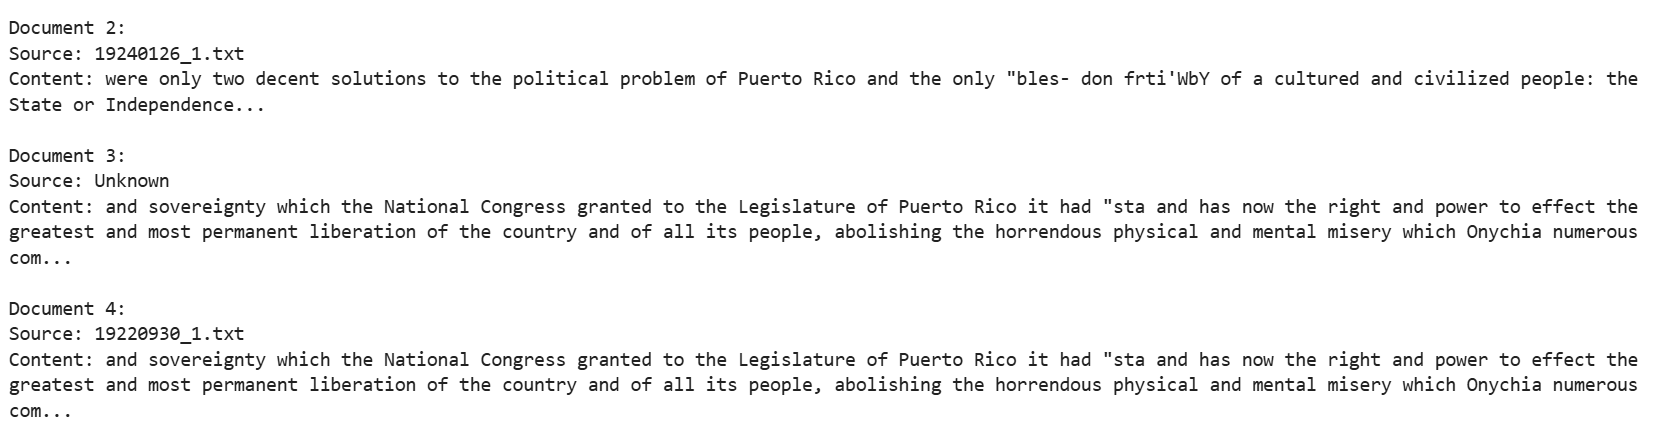 Document 2:
Source: 19240126_1.txt
Content: were only two decent solutions to the political problem of Puerto Rico and the only "bles- don frti'WbY of a cultured and civilized people: the
State or Independence...
Document 3:
Source: Unknown
Content: and sovereignty which the National Congress granted to the Legislature of Puerto Rico it had "sta and has now the right and power to effect the
greatest and most permanent liberation of the country and of all its people, abolishing the horrendous physical and mental misery which Onychia numerous
com...
Document 4:
Source: 19220930_1.txt
Content: and sovereignty which the National Congress granted to the Legislature of Puerto Rico it had "sta and has now the right and power to effect the
greatest and most permanent liberation of the country and of all its people, abolishing the horrendous physical and mental misery which Onychia numerous
com...